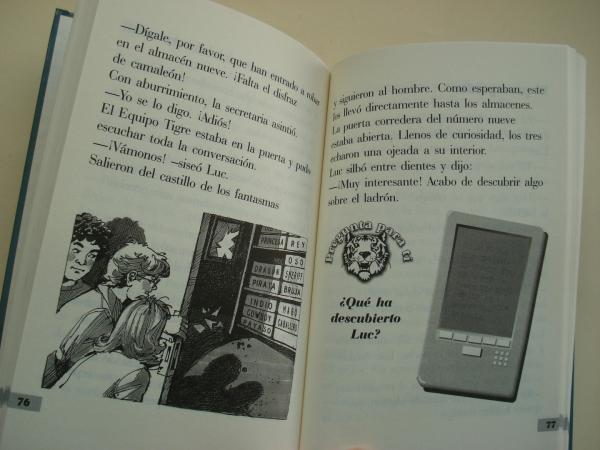 —Dígale, por favor, que han entrado a robar
en el almacén nueve. ¡Falta el disfraz
de camaleón!
Con aburrimiento, la secretaria asintió.
—Yo se lo digo. ¡Adiós!
El Equipo Tigre estaba en la puerta y pudo
escuchar toda la conversación.
—¡Vámonos! —siseó Luc.
Salieron del castillo de los fantasmas
PRINCESA
REY
OSO
DRAGÓN
SHERIFF
PIRATA
BRUJA
INDIO
MAGO
COWBOY
CABALLERO
PAYASO
76
y siguieron al hombre. Como esperaban, este
los llevó directamente hasta los almacenes.
La puerta corredera del número nueve
estaba abierta. Llenos de curiosidad, los tres
echaron una ojeada a su interior.
Luc silbó entre dientes y dijo:
—¡Muy interesante! Acabo de descubrir algo
sobre el ladrón.
Pregunta para ti
¿Qué ha
descubierto
Luc?
77